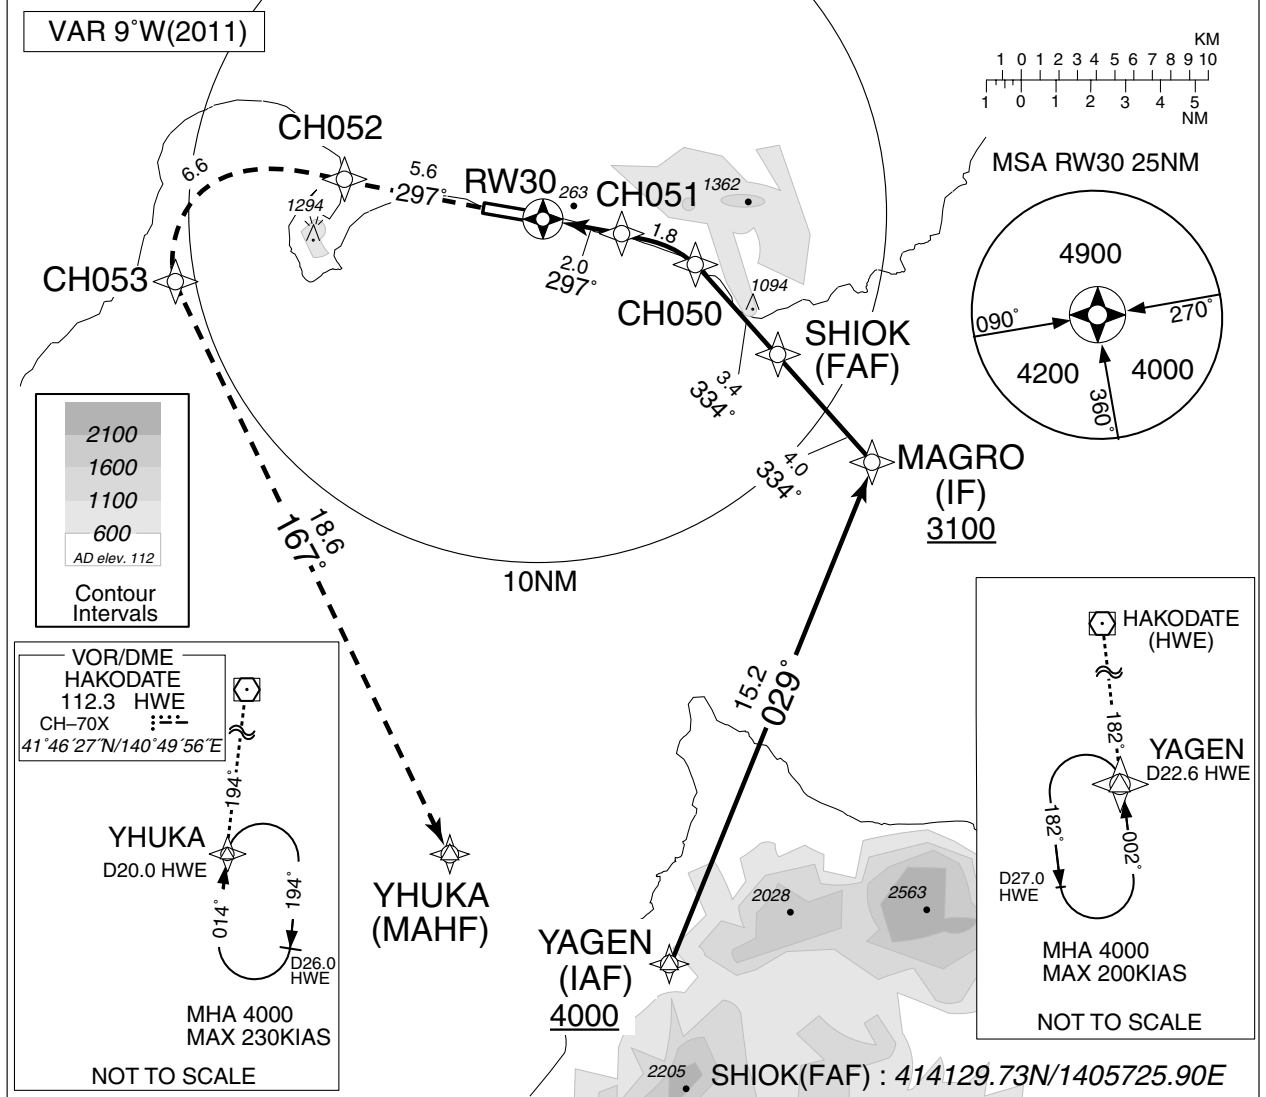 VAR 9˚W(2011)
KM
1 0 1 2 3 4 5 6 7 8 9 10
1 0 1 2 3 4 5
NM
CH052
6.6
5.6
297˚
RW30
263
CH051
1362
MSA RW30 25NM
1294
1.8
2.0
297˚
CH053
CH050
1094
SHIOK
(FAF)
3.4
334˚
4900
090˚
270˚
4200
4000
360˚
2100
1600
1100
600
AD elev. 112
Contour
Intervals
4.0
334˚
MAGRO
(IF)
3100
18.6
167˚
10NM
VOR/DME
HAKODATE
112.3 HWE
CH–70X
41˚46´27˝N/140˚49´56˝E
194˚
YHUKA
D20.0 HWE
014˚
194˚
D26.0
HWE
MHA 4000
MAX 230KIAS
NOT TO SCALE
YHUKA
(MAHF)
15.2
029˚
YAGEN
(IAF)
4000
2028
2563
2205
HAKODATE
(HWE)
182˚
YAGEN
D22.6 HWE
182˚
002˚
D27.0
HWE
MHA 4000
MAX 200KIAS
NOT TO SCALE
SHIOK(FAF) : 414129.73N/1405725.90E